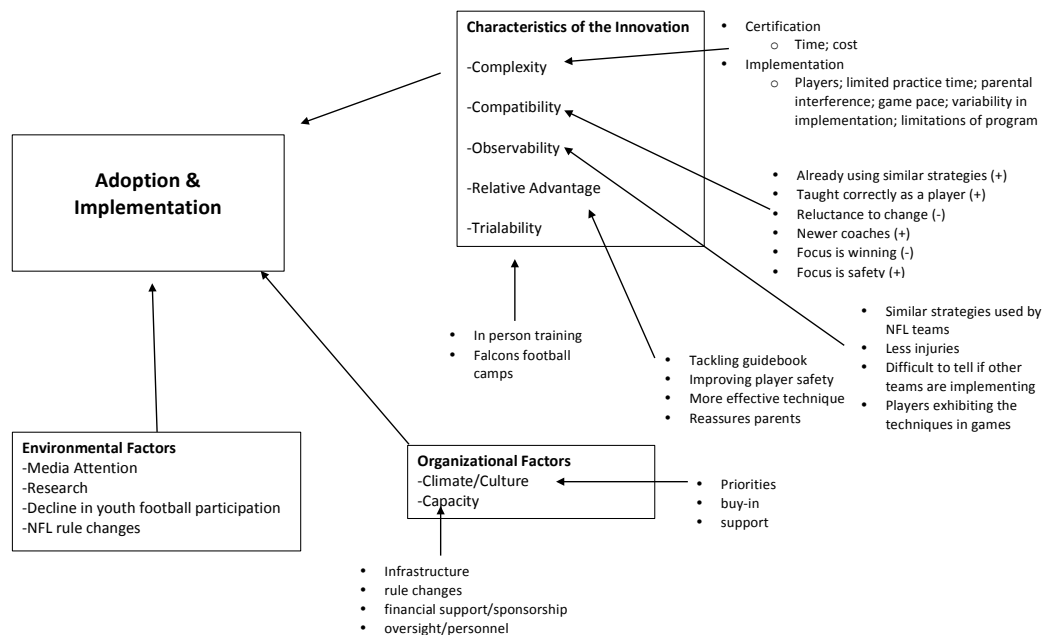 Characteristics of the Innovation
-Complexity
-Compatibility
-Observability
-Relative Advantage
-Trialability
• Certification
o Time; cost
• Implementation
o Players; limited practice time; parental
interference; game pace; variability in
implementation; limitations of program
Adoption &
Implementation
• Already using similar strategies (+)
• Taught correctly as a player (+)
• Reluctance to change (-)
• Newer coaches (+)
• Focus is winning (-)
• Focus is safety (+)
• In person training
• Falcons football
camps
• Tackling guidebook
• Improving player safety
• More effective technique
• Reassures parents
• Similar strategies used by
NFL teams
• Less injuries
• Difficult to tell if other
teams are implementing
• Players exhibiting the
techniques in games
Environmental Factors
-Media Attention
-Research
-Decline in youth football participation
-NFL rule changes
Organizational Factors
-Climate/Culture
-Capacity
• Priorities
• buy-in
• support
• Infrastructure
• rule changes
• financial support/sponsorship
• oversight/personnel